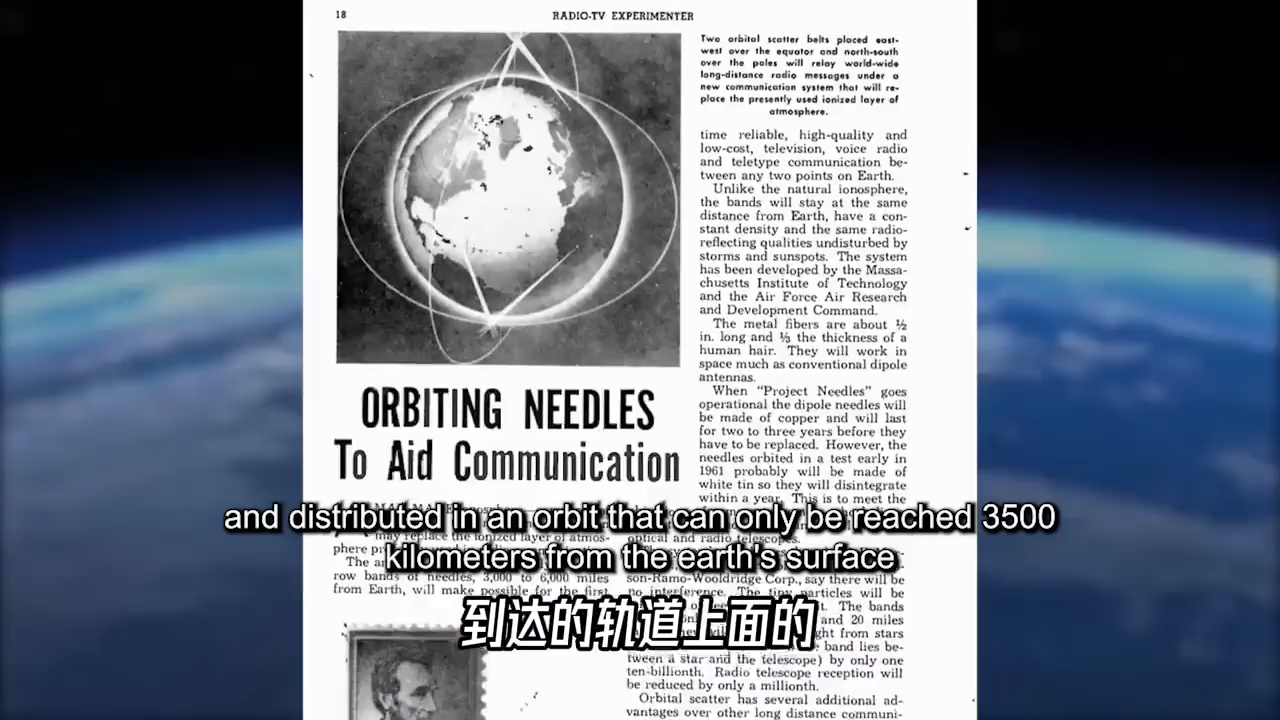 18
RADIO-TV EXPERIMENTER
Two orbital scatter belts placed east-
west over the equator and north-south
over the poles will relay world-wide
long-distance radio messages under a
new communication system that will re-
place the presently used ionized layer of
atmosphere.
time reliable, high-quality and
low-cost, television, voice radio
and teletype communication be-
tween any two points on Earth.
Unlike the natural ionosphere,
the bands will stay at the same
distance from Earth, have a con-
stant density and the same radio-
reflecting qualities undisturbed by
storms and sunspots. The system
has been developed by the Massa-
chusetts Institute of Technology
and the Air Force Air Research
and Development Command.
The metal fibers are about ½
in. long and ⅓ the thickness of a
human hair. They will work in
space much as conventional dipole
antennas.
When "Project Needles" goes
operational the dipole needles will
be made of copper and will last
for two to three years before they
have to be replaced. However, the
needles orbited in a test early in
1961 probably will be made of
white tin so they will disintegrate
within a year. This is to meet the
optical and radio telescopes.
son-Ramo-Wooldridge Corp., say there will be
no interference. The tiny particles will be
The bands
and 20 miles
from stars
band lies be-
tween a star and the telescope) by only one
ten-billionth. Radio telescope reception will
be reduced by only a millionth.
Orbital scatter has several additional ad-
vantages over other long distance communi-
ORBITING NEEDLES
To Aid Communication
may replace the ionized layer of atmos-
phere
The
row bands of needles, 3,000 to 6,000 miles
from Earth, will make possible for the first
and distributed in an orbit that can only be reached 3500
kilometers from the earth's surface
到达的轨道上面的